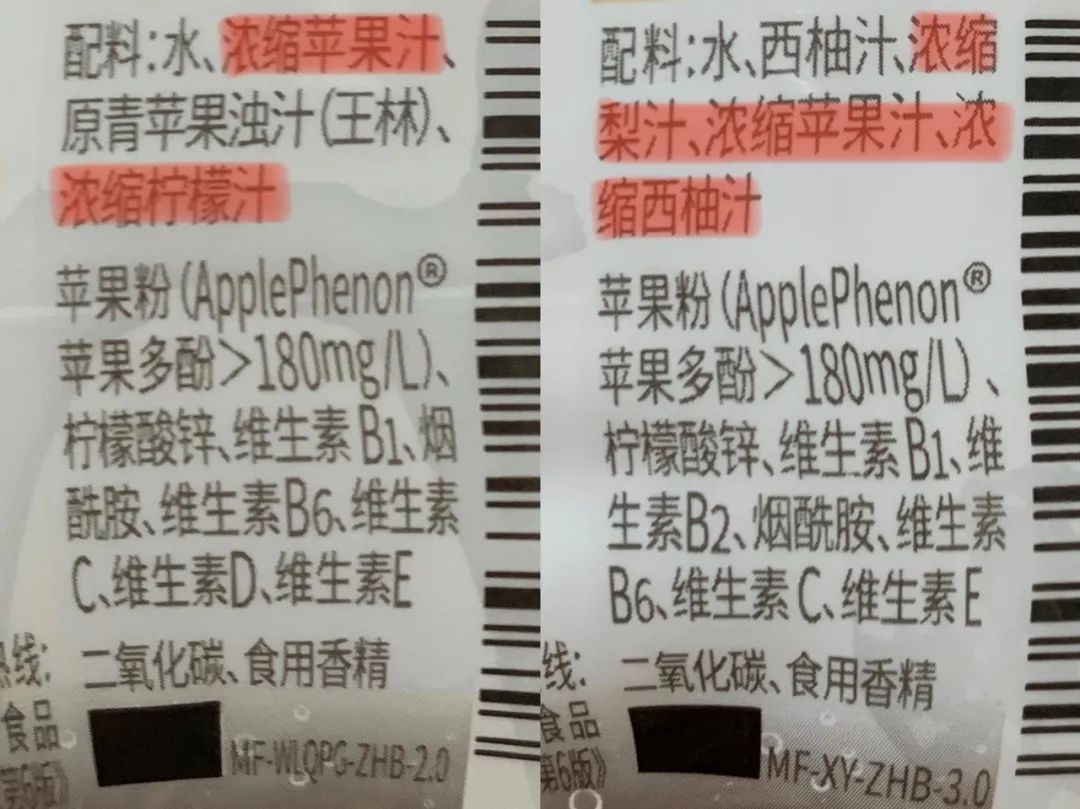 配料:水、浓缩苹果汁、
原青苹果浊汁(王林)、
浓缩柠檬汁
苹果粉(ApplePhenon®
苹果多酚>180mg/L)、
柠檬酸锌、维生素B1、烟
酰胺、维生素B6、维生素
C、维生素D、维生素E
线:
二氧化碳、食用香精
食品
第6版》
MF-WLQPG-ZHB-2.0
配料:水、西柚汁、浓缩
梨汁、浓缩苹果汁、浓
缩西柚汁
苹果粉(ApplePhenon®
苹果多酚>180mg/L)、
柠檬酸锌、维生素B1、维
生素B2、烟酰胺、维生素
B6、维生素C、维生素E
线:
二氧化碳、食用香精
食品
第6版》
MF-XY-ZHB-3.0